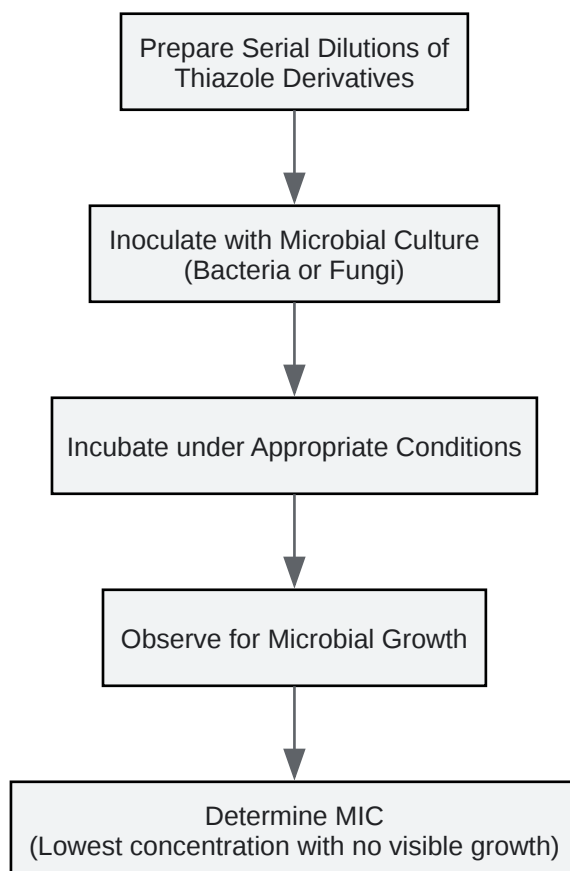 Prepare Serial Dilutions of
Thiazole Derivatives
Inoculate with Microbial Culture
(Bacteria or Fungi)
Incubate under Appropriate Conditions
Observe for Microbial Growth
Determine MIC
(Lowest concentration with no visible growth)